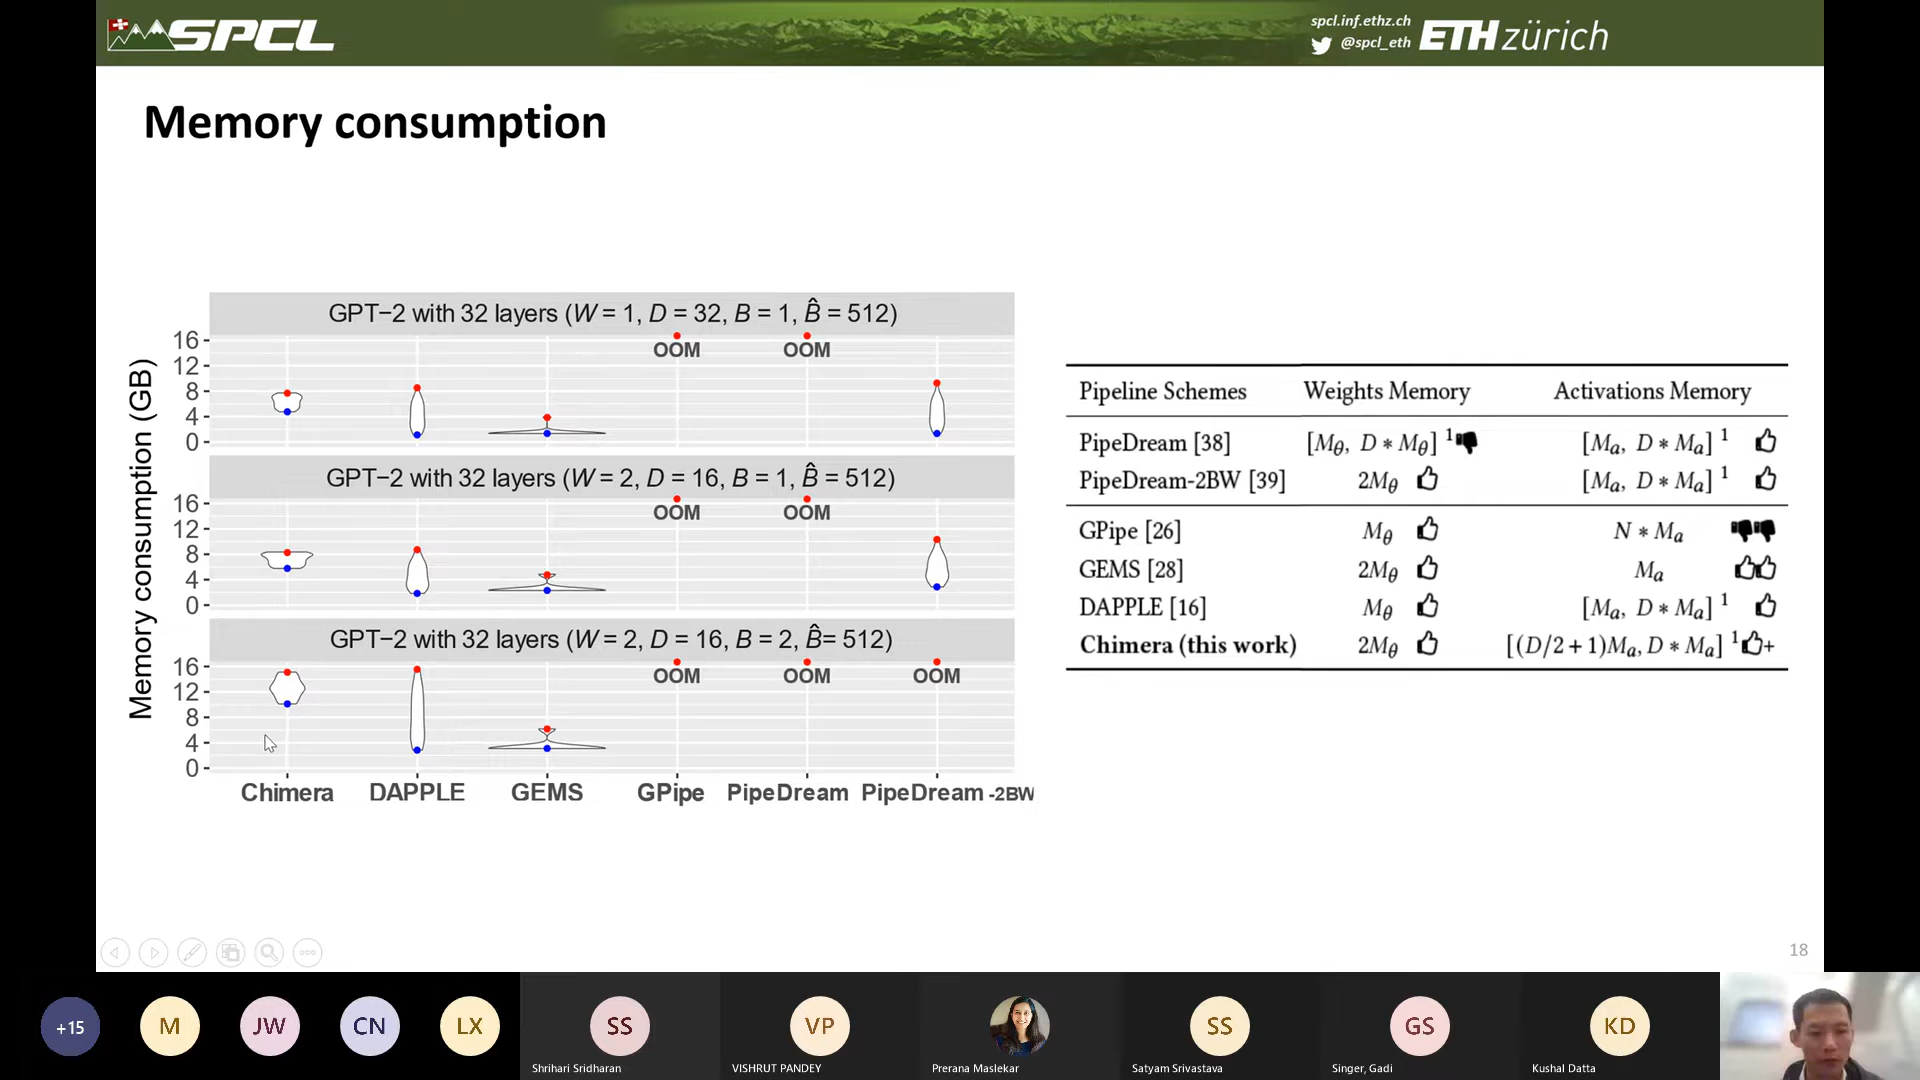 SPCL
spcl.inf.ethz.ch
@spcl_eth
ETH zürich
Memory consumption
Memory consumption (GB)
GPT−2 with 32 layers (W = 1, D = 32, B = 1, B̂ = 512)
16
12
8
4
0
OOM
OOM
GPT−2 with 32 layers (W = 2, D = 16, B = 1, B̂ = 512)
16
12
8
4
0
OOM
OOM
GPT−2 with 32 layers (W = 2, D = 16, B = 2, B̂= 512)
16
12
8
4
0
OOM
OOM
OOM
Chimera DAPPLE GEMS GPipe PipeDream PipeDream -2BW
Pipeline Schemes Weights Memory Activations Memory
PipeDream [38] [Mθ, D ∗ Mθ] ¹ [Ma, D ∗ Ma] ¹
PipeDream-2BW [39] 2Mθ [Ma, D ∗ Ma] ¹
GPipe [26] Mθ N ∗ Ma
GEMS [28] 2Mθ Ma
DAPPLE [16] Mθ [Ma, D ∗ Ma] ¹
Chimera (this work) 2Mθ [(D/2 + 1)Ma, D ∗ Ma] ¹ +
18
+15
M
JW
CN
LX
SS
VP
SS
GS
KD
Shrihari Sridharan
VISHRUT PANDEY
Prerana Maslekar
Satyam Srivastava
Singer, Gadi
Kushal Datta